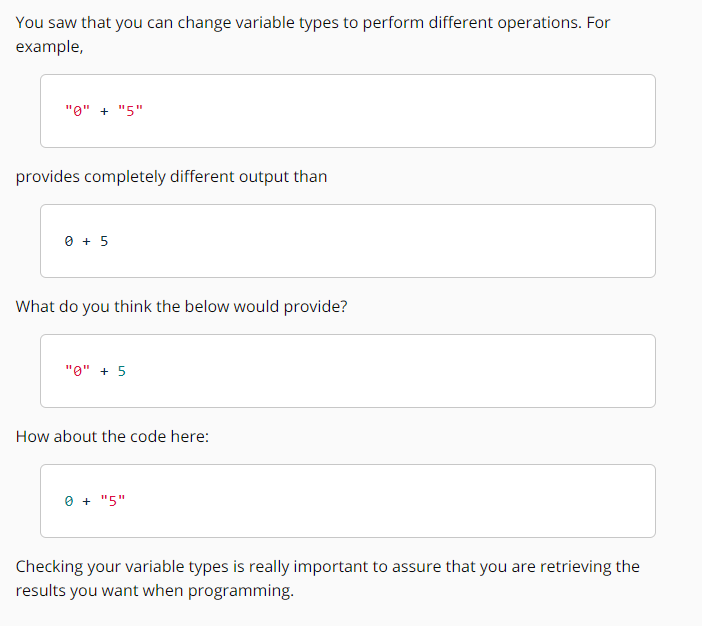 You saw that you can change variable types to perform different operations. For
example,
"0" + "5"
provides completely different output than
0 + 5
What do you think the below would provide?
"0" + 5
How about the code here:
0 + "5"
Checking your variable types is really important to assure that you are retrieving the
results you want when programming.